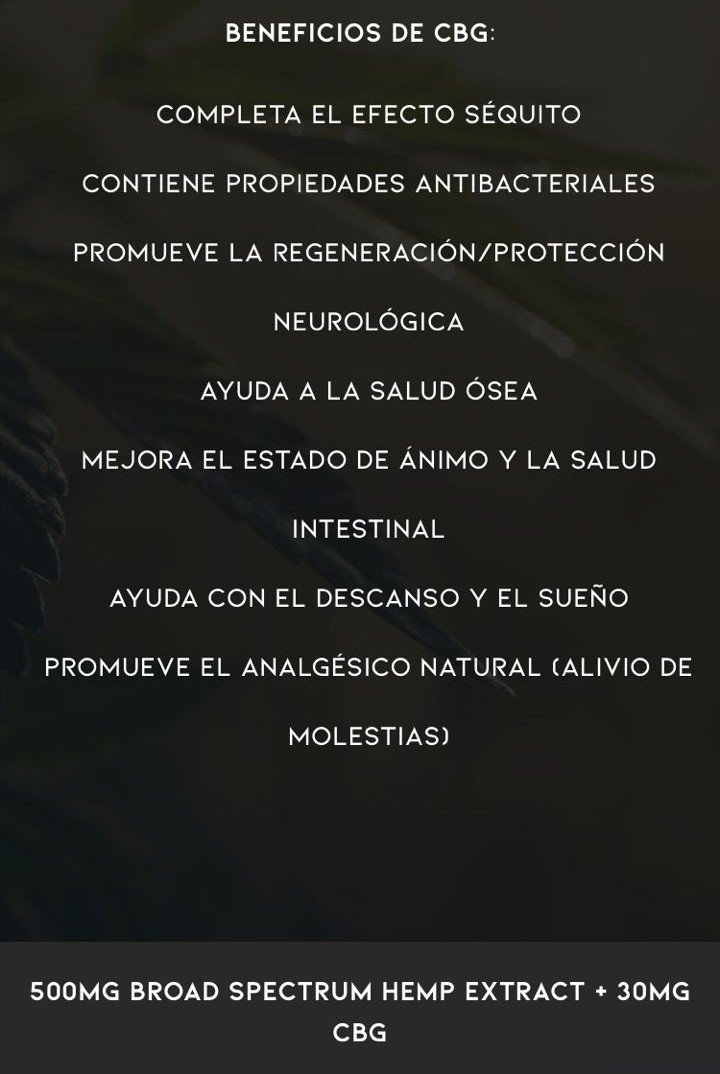 BENEFICIOS DE CBG:
COMPLETA EL EFECTO SÉQUITO
CONTIENE PROPIEDADES ANTIBACTERIALES
PROMUEVE LA REGENERACIÓN/PROTECCIÓN
NEUROLÓGICA
AYUDA A LA SALUD ÓSEA
MEJORA EL ESTADO DE ÁNIMO Y LA SALUD
INTESTINAL
AYUDA CON EL DESCANSO Y EL SUEÑO
PROMUEVE EL ANALGÉSICO NATURAL (ALIVIO DE
MOLESTIAS)
500MG BROAD SPECTRUM HEMP EXTRACT + 30MG
CBG